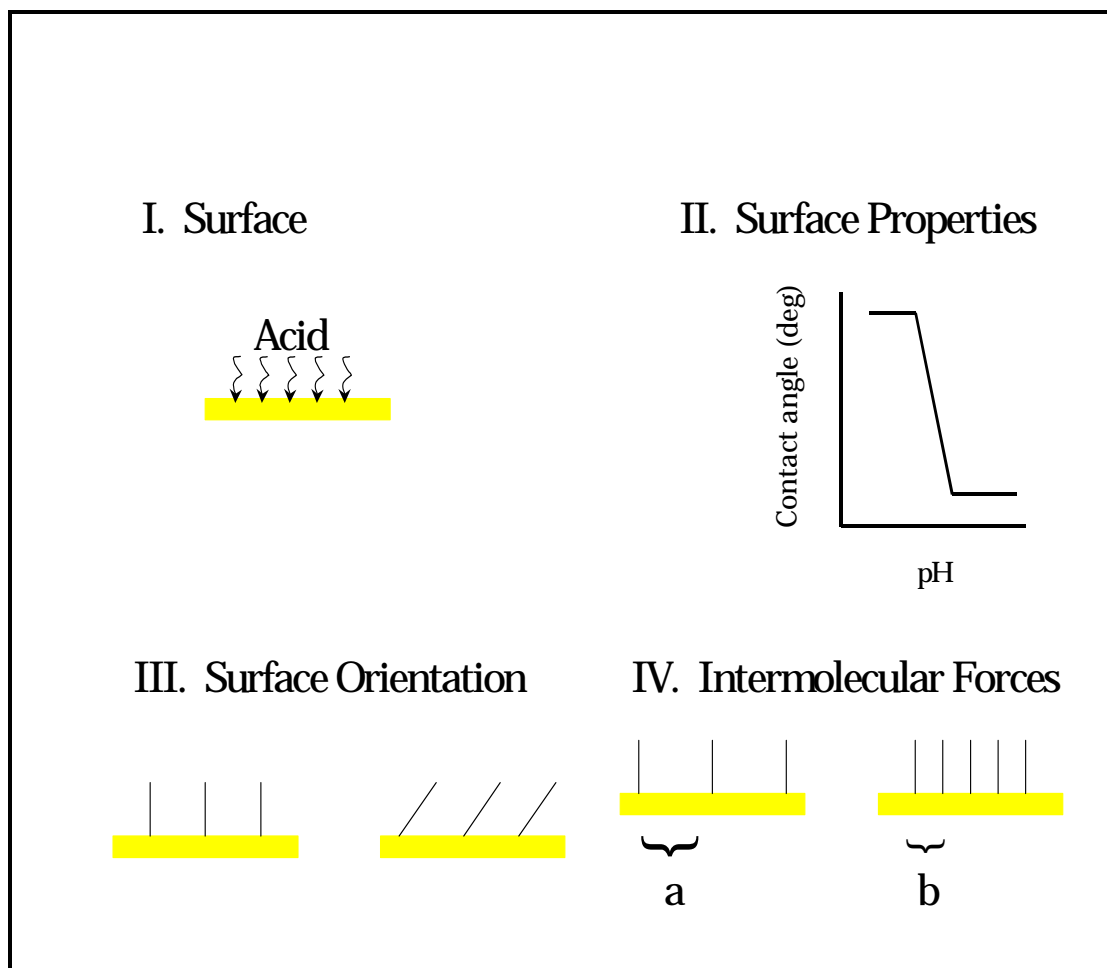 I. Surface
II. Surface Properties
Acid
Contact angle (deg)
pH
III. Surface Orientation
IV. Intermolecular Forces
a
b